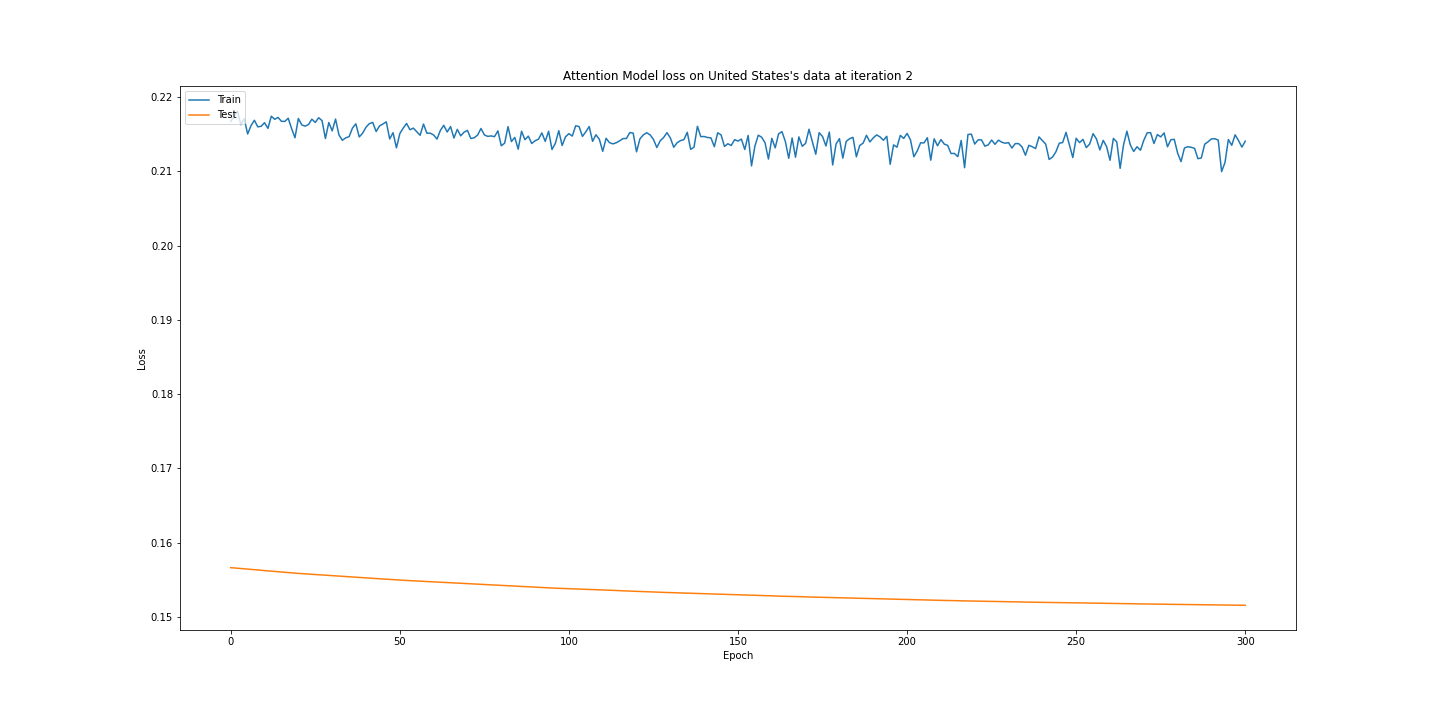 Attention Model loss on United States's data at iteration 2
Train
Test
0.22
0.21
0.20
0.19
0.18
0.17
0.16
0.15
Loss
0 50 100 150 200 250 300
Epoch